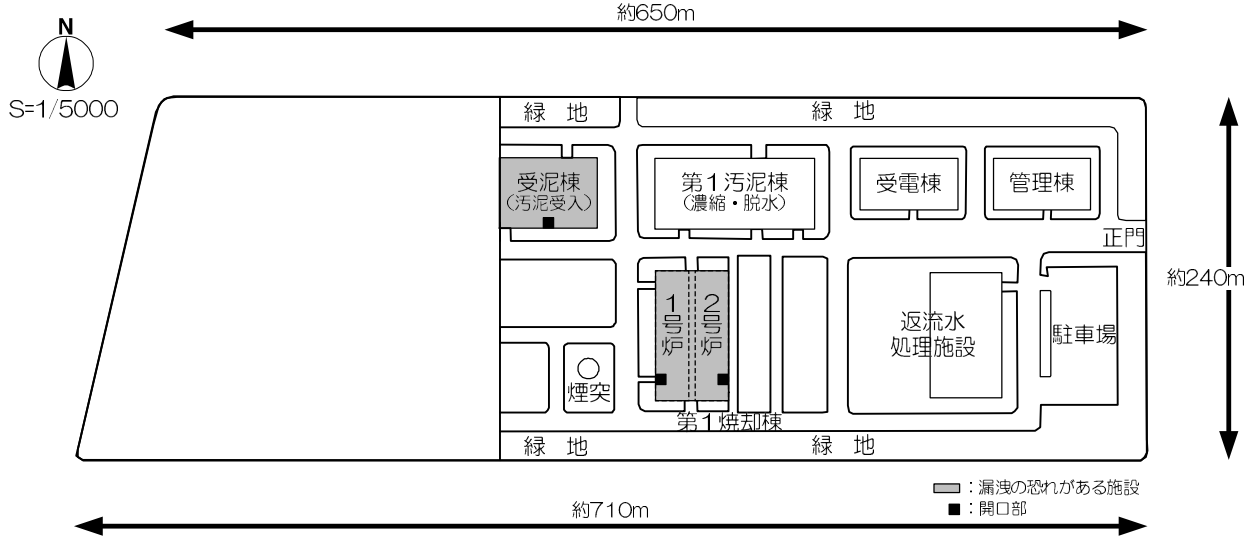 約650m
N
S=1/5000
緑 地
緑 地
受泥棟
(汚泥受入)
第1汚泥棟
(濃縮・脱水)
受電棟
管理棟
正門
約240m
1号炉
2号炉
返流水
処理施設
駐車場
煙突
第1焼却棟
緑 地
緑 地
:漏洩の恐れがある施設
:開口部
約710m